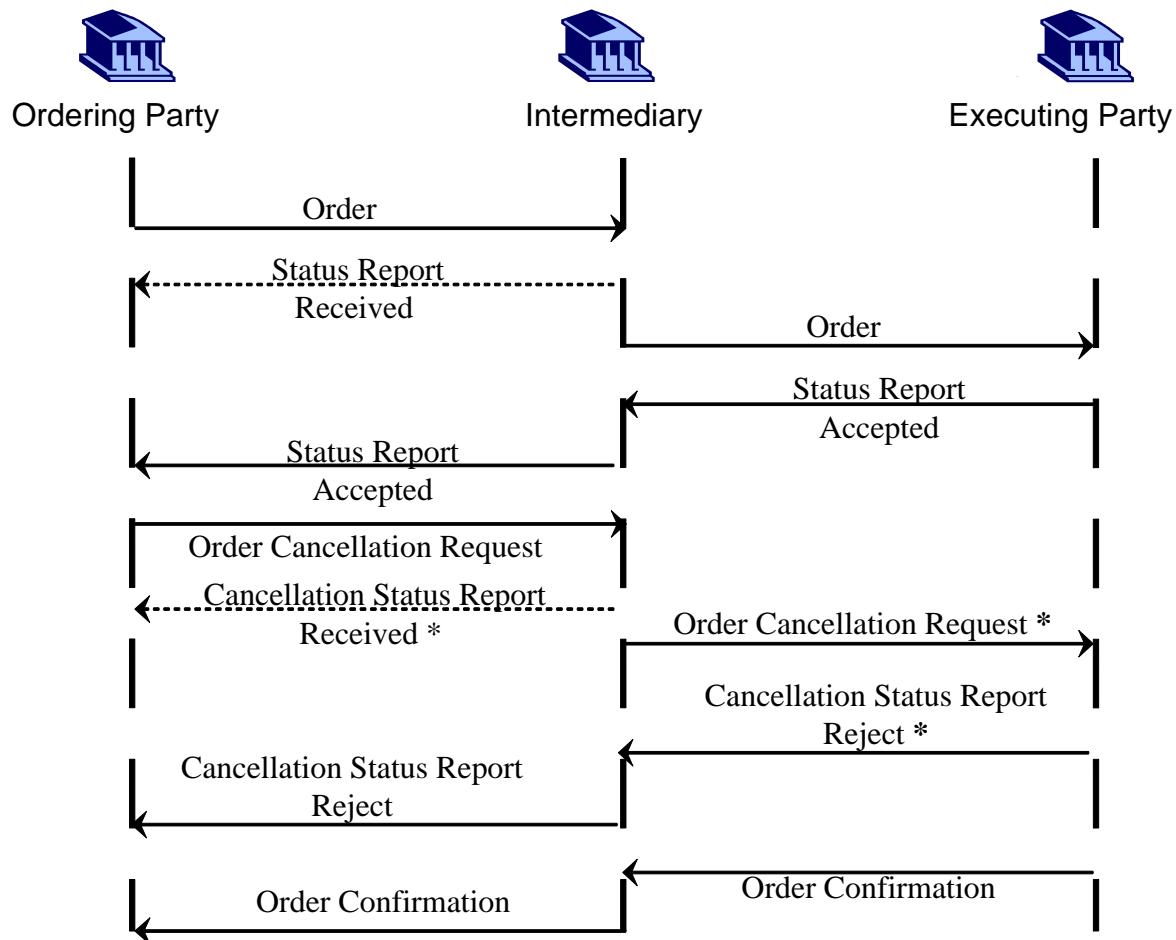 Ordering Party
Intermediary
Executing Party
Order
Status Report
Received
Order
Status Report
Accepted
Status Report
Accepted
Order Cancellation Request
Cancellation Status Report
Received *
Order Cancellation Request *
Cancellation Status Report
Reject *
Cancellation Status Report
Reject
Order Confirmation
Order Confirmation